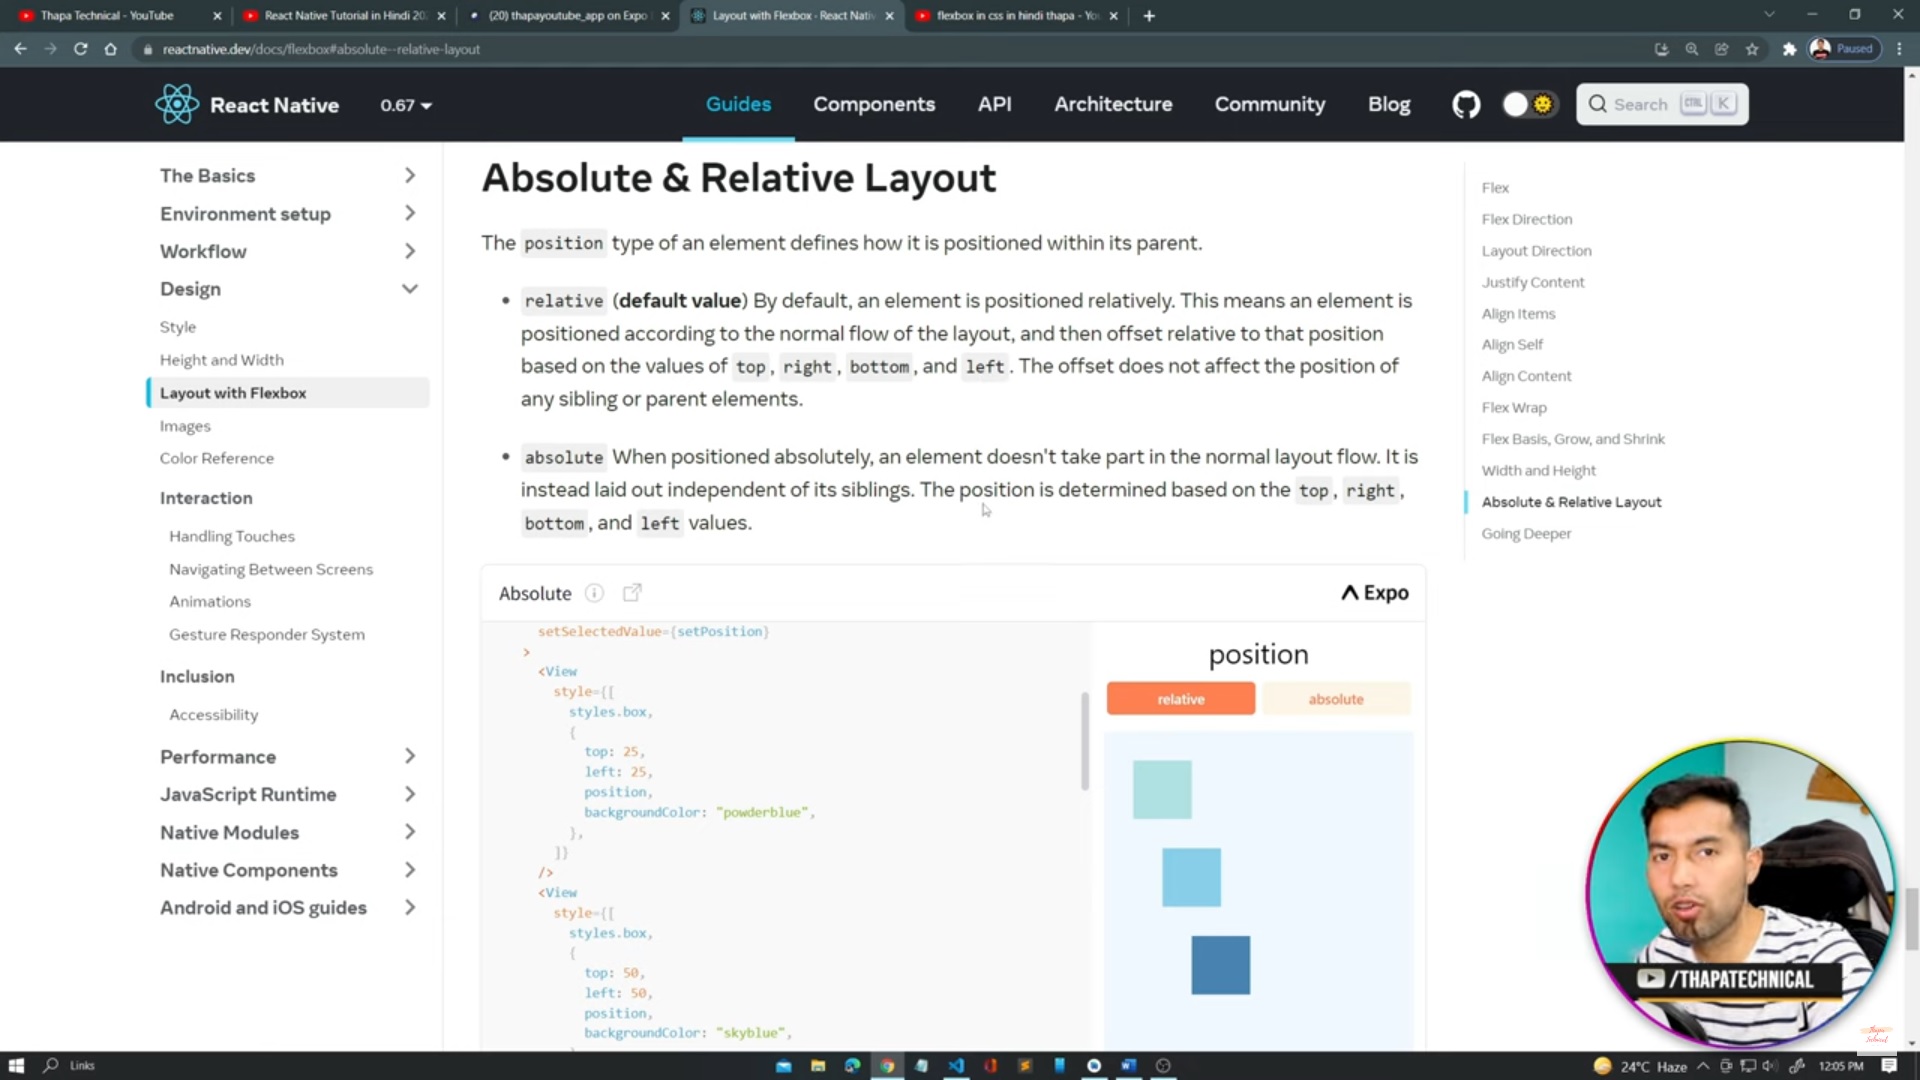 Thapa Technical - YouTube
React Native Tutorial in Hindi 20
(20) thapayoutube_app on Expo
Layout with Flexbox · React Nati
flexbox in css in hindi thapa - Yo
reactnative.dev/docs/flexbox#absolute--relative-layout
Paused
React Native
0.67
Guides
Components
API
Architecture
Community
Blog
Search
CTRL
K
The Basics
Environment setup
Workflow
Design
Style
Height and Width
Layout with Flexbox
Images
Color Reference
Interaction
Handling Touches
Navigating Between Screens
Animations
Gesture Responder System
Inclusion
Accessibility
Performance
JavaScript Runtime
Native Modules
Native Components
Android and iOS guides
Absolute & Relative Layout
The position type of an element defines how it is positioned within its parent.
• relative (default value) By default, an element is positioned relatively. This means an element is
positioned according to the normal flow of the layout, and then offset relative to that position
based on the values of top, right, bottom, and left. The offset does not affect the position of
any sibling or parent elements.
• absolute When positioned absolutely, an element doesn't take part in the normal layout flow. It is
instead laid out independent of its siblings. The position is determined based on the top, right,
bottom, and left values.
Absolute
Expo
setSelectedValue={setPosition}
>
<View
style={[
styles.box,
{
top: 25,
left: 25,
position,
backgroundColor: "powderblue",
},
]}
/>
<View
style={[
styles.box,
{
top: 50,
left: 50,
position,
backgroundColor: "skyblue",
position
relative
absolute
Flex
Flex Direction
Layout Direction
Justify Content
Align Items
Align Self
Align Content
Flex Wrap
Flex Basis, Grow, and Shrink
Width and Height
Absolute & Relative Layout
Going Deeper
/THAPATECHNICAL
Links
24°C Haze
12:05 PM